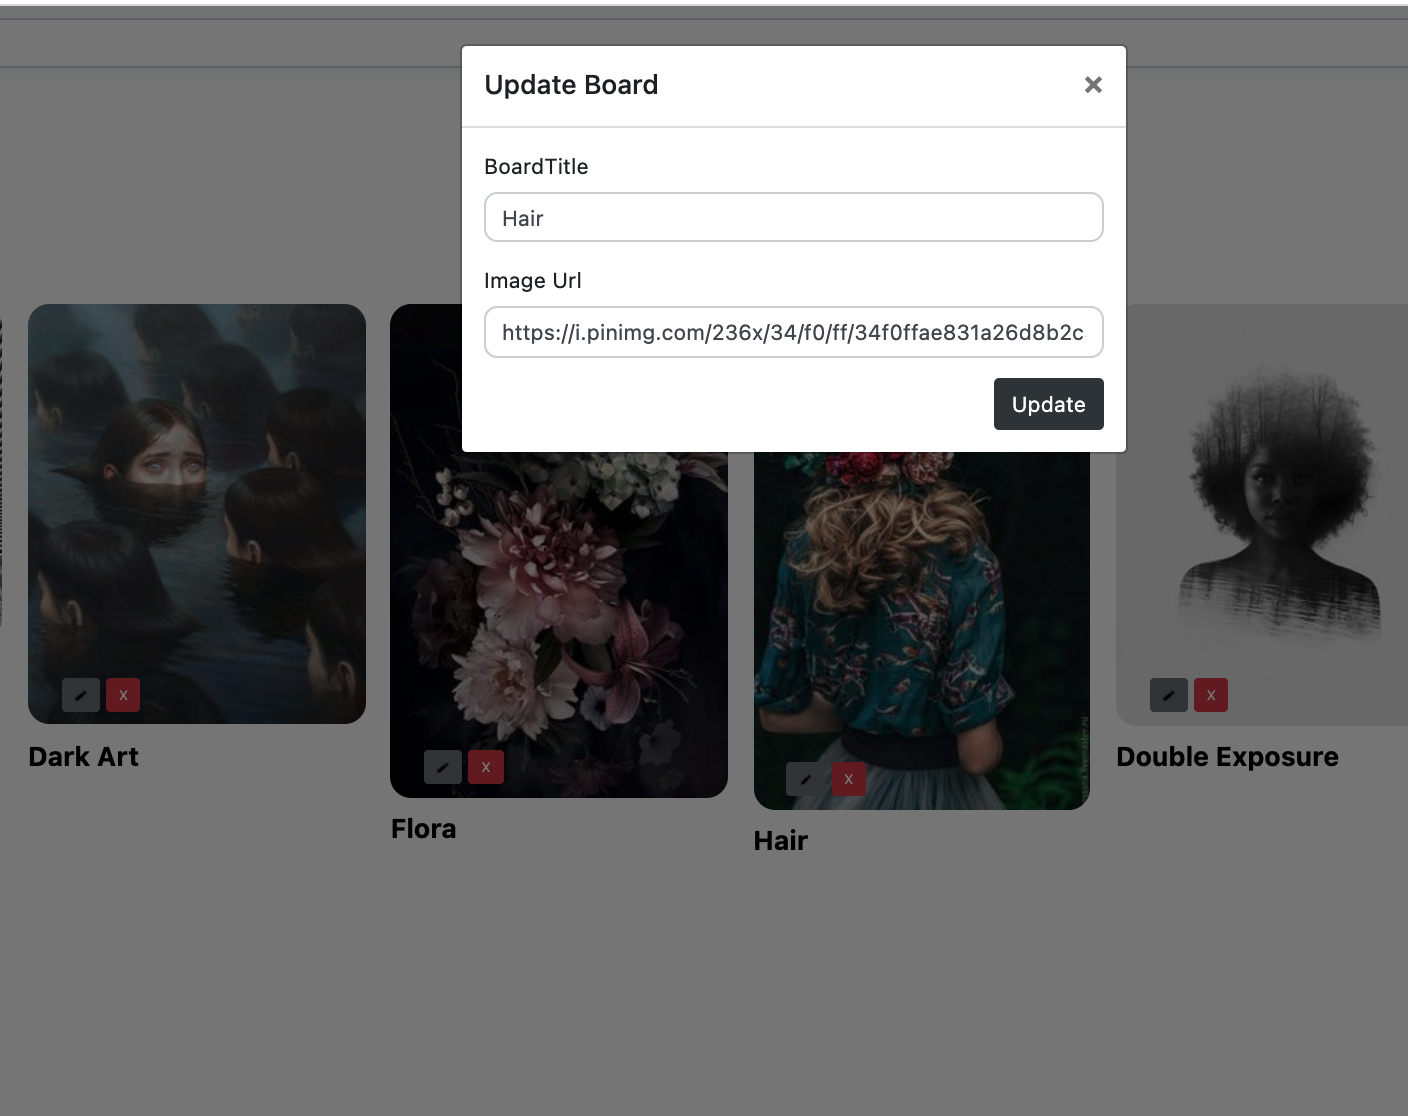 Update Board
×
BoardTitle
Hair
Image Url
https://i.pinimg.com/236x/34/f0/ff/34f0ffae831a26d8b2c
Update
X
X
X
X
Dark Art
Double Exposure
Flora
Hair